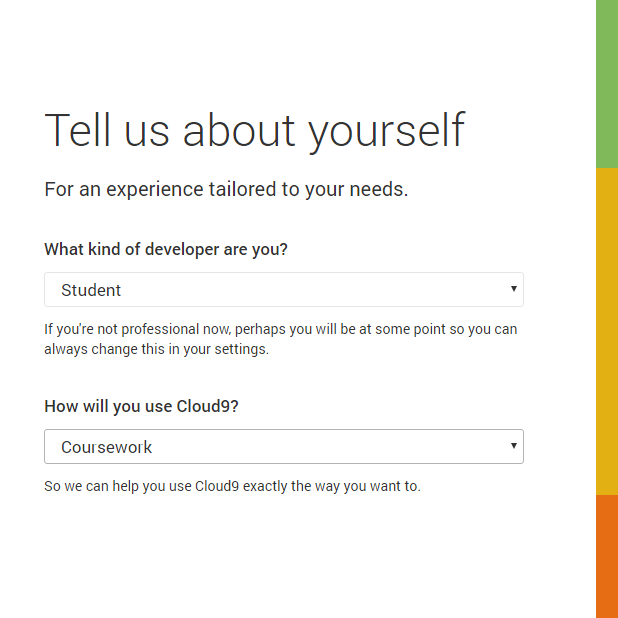 Tell us about yourself
For an experience tailored to your needs.
What kind of developer are you?
Student
If you're not professional now, perhaps you will be at some point so you can
always change this in your settings.
How will you use Cloud9?
Coursework
So we can help you use Cloud9 exactly the way you want to.